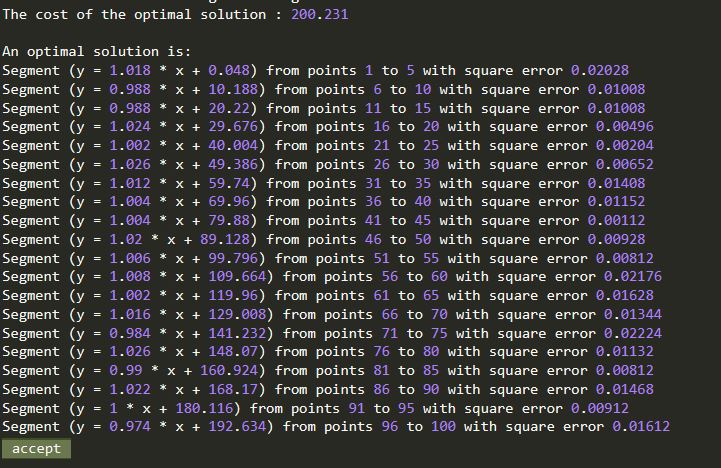 The cost of the optimal solution : 200.231
An optimal solution is:
Segment (y = 1.018 * x + 0.048) from points 1 to 5 with square error 0.02028
Segment (y = 0.988 * x + 10.188) from points 6 to 10 with square error 0.01008
Segment (y = 0.988 * x + 20.22) from points 11 to 15 with square error 0.01008
Segment (y = 1.024 * x + 29.676) from points 16 to 20 with square error 0.00496
Segment (y = 1.002 * x + 40.004) from points 21 to 25 with square error 0.00204
Segment (y = 1.026 * x + 49.386) from points 26 to 30 with square error 0.00652
Segment (y = 1.012 * x + 59.74) from points 31 to 35 with square error 0.01408
Segment (y = 1.004 * x + 69.96) from points 36 to 40 with square error 0.01152
Segment (y = 1.004 * x + 79.88) from points 41 to 45 with square error 0.00112
Segment (y = 1.02 * x + 89.128) from points 46 to 50 with square error 0.00928
Segment (y = 1.006 * x + 99.796) from points 51 to 55 with square error 0.00812
Segment (y = 1.008 * x + 109.664) from points 56 to 60 with square error 0.02176
Segment (y = 1.002 * x + 119.96) from points 61 to 65 with square error 0.01628
Segment (y = 1.016 * x + 129.008) from points 66 to 70 with square error 0.01344
Segment (y = 0.984 * x + 141.232) from points 71 to 75 with square error 0.02224
Segment (y = 1.026 * x + 148.07) from points 76 to 80 with square error 0.01132
Segment (y = 0.99 * x + 160.924) from points 81 to 85 with square error 0.00812
Segment (y = 1.022 * x + 168.17) from points 86 to 90 with square error 0.01468
Segment (y = 1 * x + 180.116) from points 91 to 95 with square error 0.00912
Segment (y = 0.974 * x + 192.634) from points 96 to 100 with square error 0.01612
accept